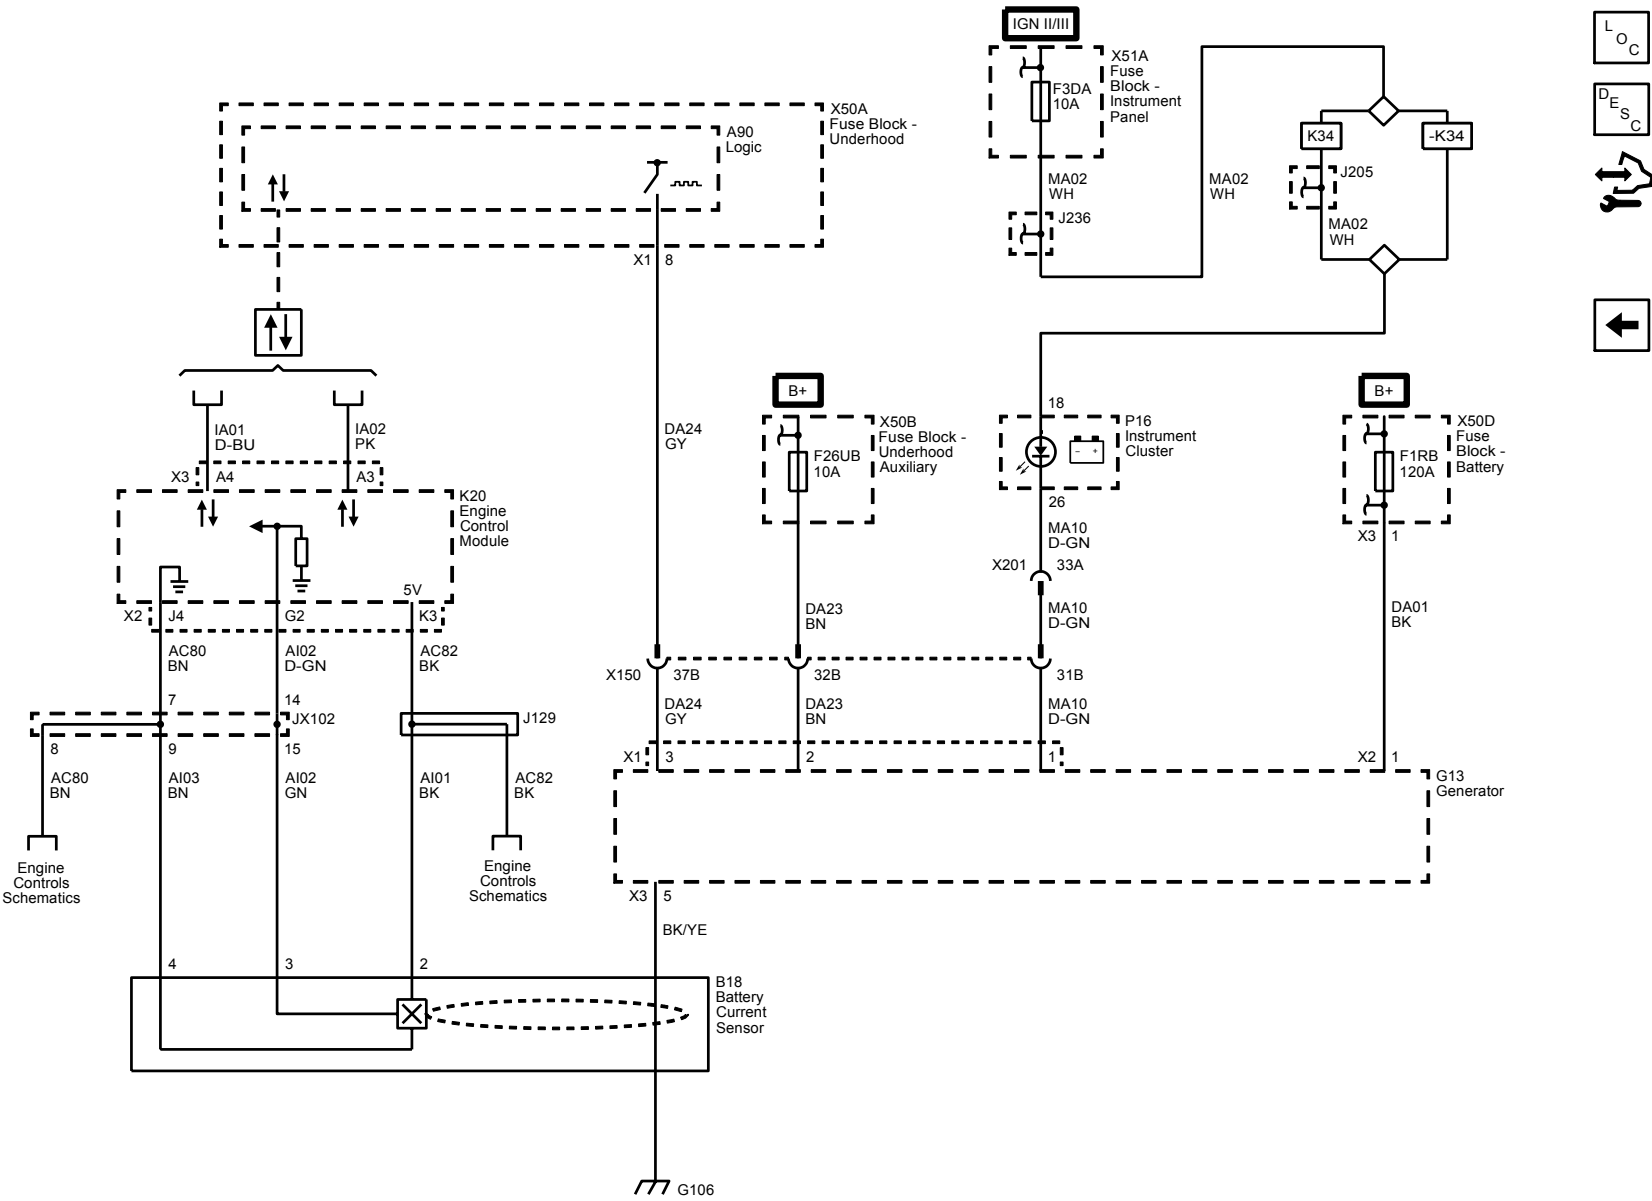 IGN II/III
X51A
Fuse
Block -
Instrument
Panel
F3DA
10A
L
O
C
D
E
S
C
X50A
Fuse Block -
Underhood
A90
Logic
K34
-K34
J205
MA02
WH
MA02
WH
MA02
WH
J236
X1 8
B+
B+
18
IA01
D-BU
IA02
PK
DA24
GY
X50B
Fuse Block -
Underhood
Auxiliary
F26UB
10A
P16
Instrument
Cluster
- +
X50D
Fuse
Block -
Battery
F1RB
120A
X3 A4 A3
K20
Engine
Control
Module
26
MA10
D-GN
X3 1
X201 33A
5V
X2 J4 G2 K3
DA23
BN
MA10
D-GN
DA01
BK
AC80
BN
AI02
D-GN
AC82
BK
X150 37B 32B 31B
7 14
JX102
J129
DA24
GY
DA23
BN
MA10
D-GN
8 9 15
X1 3 2 1
X2 1
AC80
BN
AI03
BN
AI02
GN
AI01
BK
AC82
BK
G13
Generator
Engine
Controls
Schematics
Engine
Controls
Schematics
X3 5
BK/YE
4 3 2
B18
Battery
Current
Sensor
G106